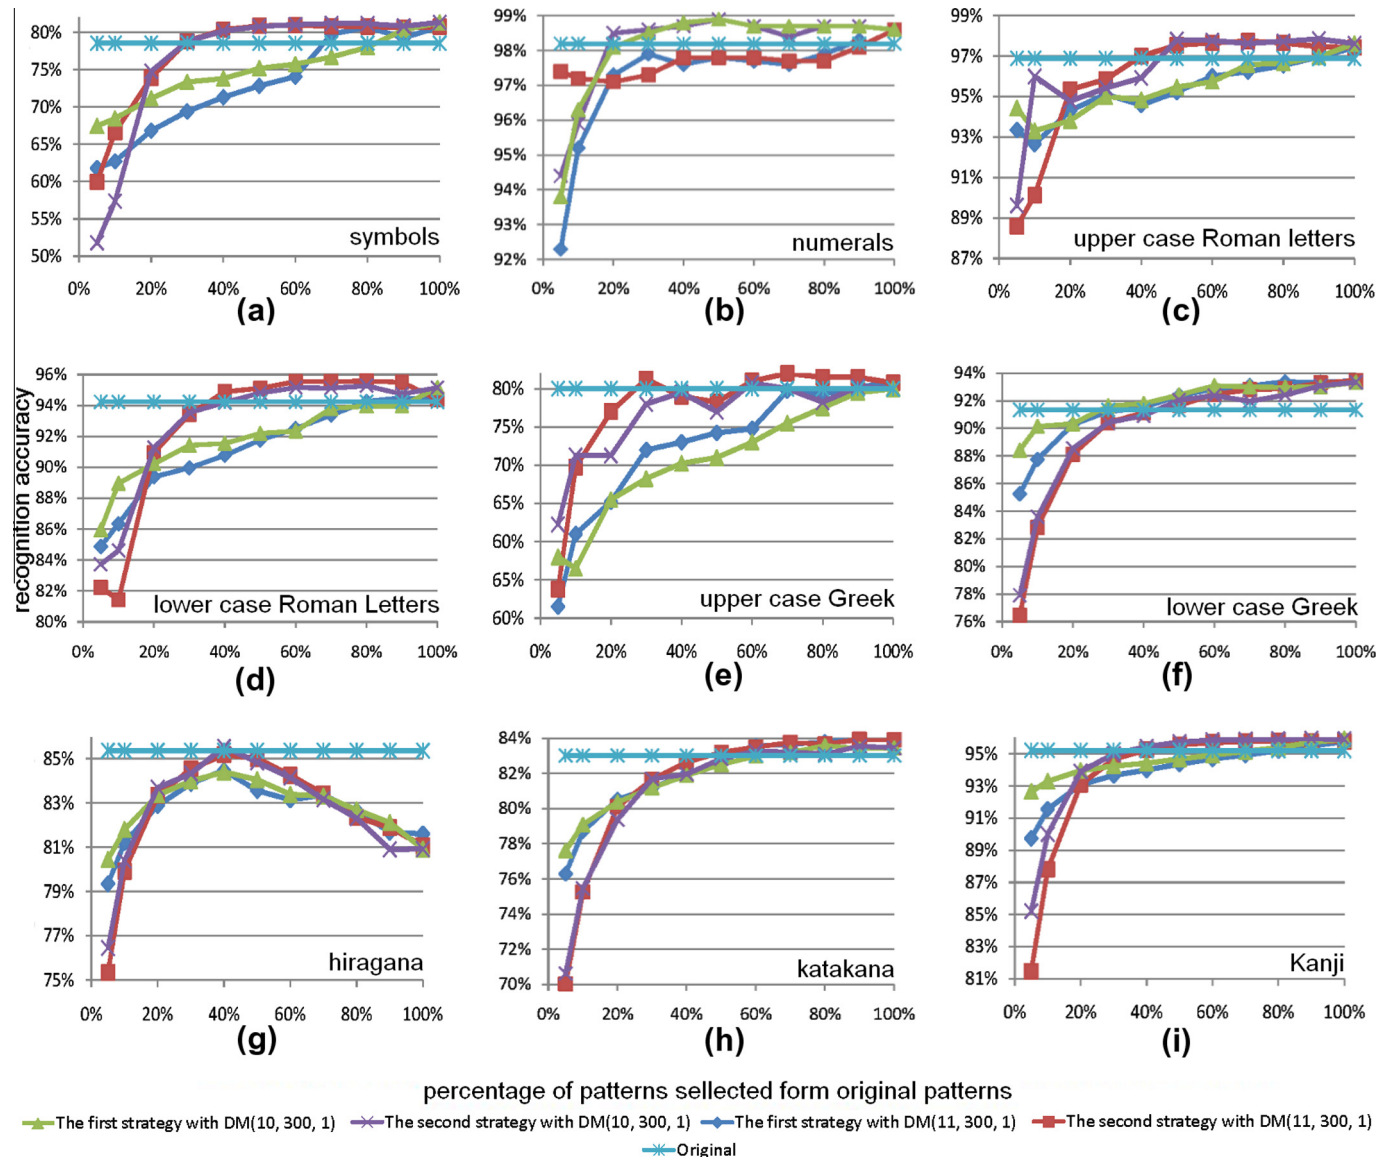 80%
75%
70%
65%
60%
55%
50%
0% 20% 40% 60% 80% 100%
symbols
(a)
99%
98%
97%
96%
95%
94%
93%
92%
0% 20% 40% 60% 80% 100%
numerals
(b)
99%
97%
95%
93%
91%
89%
87%
0% 20% 40% 60% 80% 100%
upper case Roman letters
(c)
recognition accuracy
96%
94%
92%
90%
88%
86%
84%
82%
80%
0% 20% 40% 60% 80% 100%
lower case Roman Letters
(d)
80%
75%
70%
65%
60%
65%
60%
0% 20% 40% 60% 80% 100%
upper case Greek
(e)
94%
92%
90%
88%
86%
84%
82%
80%
78%
76%
0% 20% 40% 60% 80% 100%
lower case Greek
(f)
85%
83%
81%
79%
77%
75%
0% 20% 40% 60% 80% 100%
hiragana
(g)
84%
82%
80%
78%
76%
74%
72%
70%
0% 20% 40% 60% 80% 100%
katakana
(h)
95%
93%
91%
89%
87%
85%
83%
81%
0% 20% 40% 60% 80% 100%
Kanji
(i)
percentage of patterns sellected form original patterns
The first strategy with DM(10, 300, 1) The second strategy with DM(10, 300, 1) The first strategy with DM(11, 300, 1) The second strategy with DM(11, 300, 1)
Original